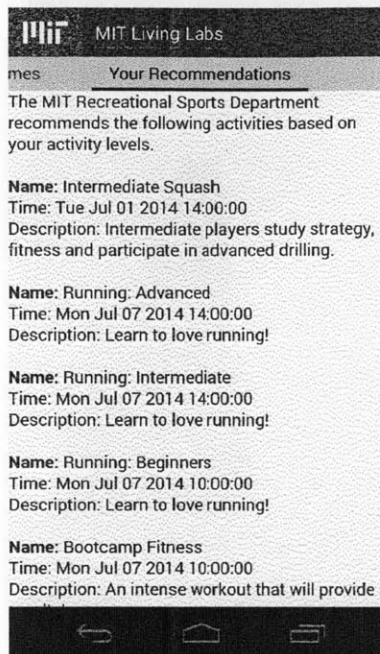 MIT MIT Living Labs
mes Your Recommendations
The MIT Recreational Sports Department
recommends the following activities based on
your activity levels.
Name: Intermediate Squash
Time: Tue Jul 01 2014 14:00:00
Description: Intermediate players study strategy,
fitness and participate in advanced drilling.
Name: Running: Advanced
Time: Mon Jul 07 2014 14:00:00
Description: Learn to love running!
Name: Running: Intermediate
Time: Mon Jul 07 2014 14:00:00
Description: Learn to love running!
Name: Running: Beginners
Time: Mon Jul 07 2014 10:00:00
Description: Learn to love running!
Name: Bootcamp Fitness
Time: Mon Jul 07 2014 10:00:00
Description: An intense workout that will provide